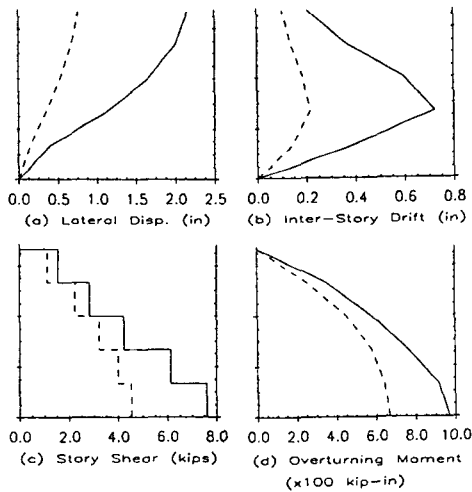 0.0 0.5 1.0 1.5 2.0 2.5
(a) Lateral Disp. (in)
0.0 0.2 0.4 0.6 0.8
(b) Inter-Story Drift (in)
0.0 2.0 4.0 6.0 8.0
(c) Story Shear (kips)
0.0 2.0 4.0 6.0 8.0 10.0
(d) Overturning Moment
(x100 kip-in)